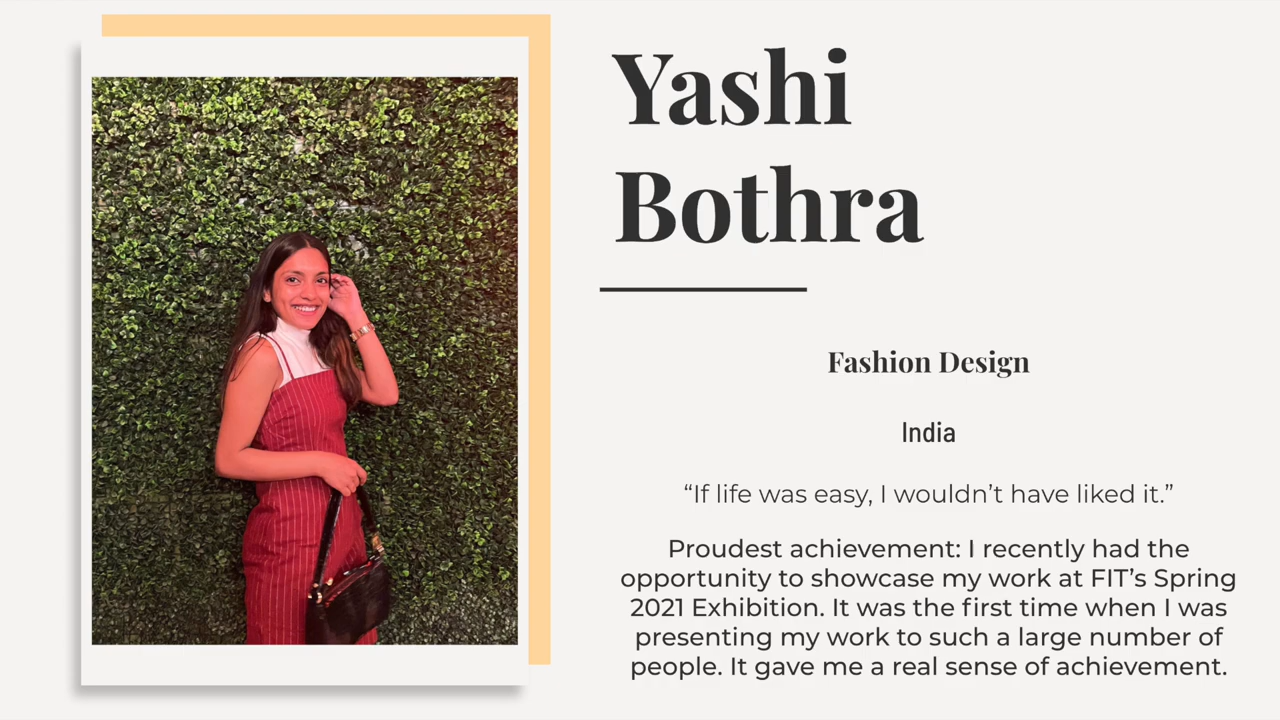 Yashi
Bothra
Fashion Design
India
“If life was easy, I wouldn’t have liked it.”
Proudest achievement: I recently had the
opportunity to showcase my work at FIT’s Spring
2021 Exhibition. It was the first time when I was
presenting my work to such a large number of
people. It gave me a real sense of achievement.